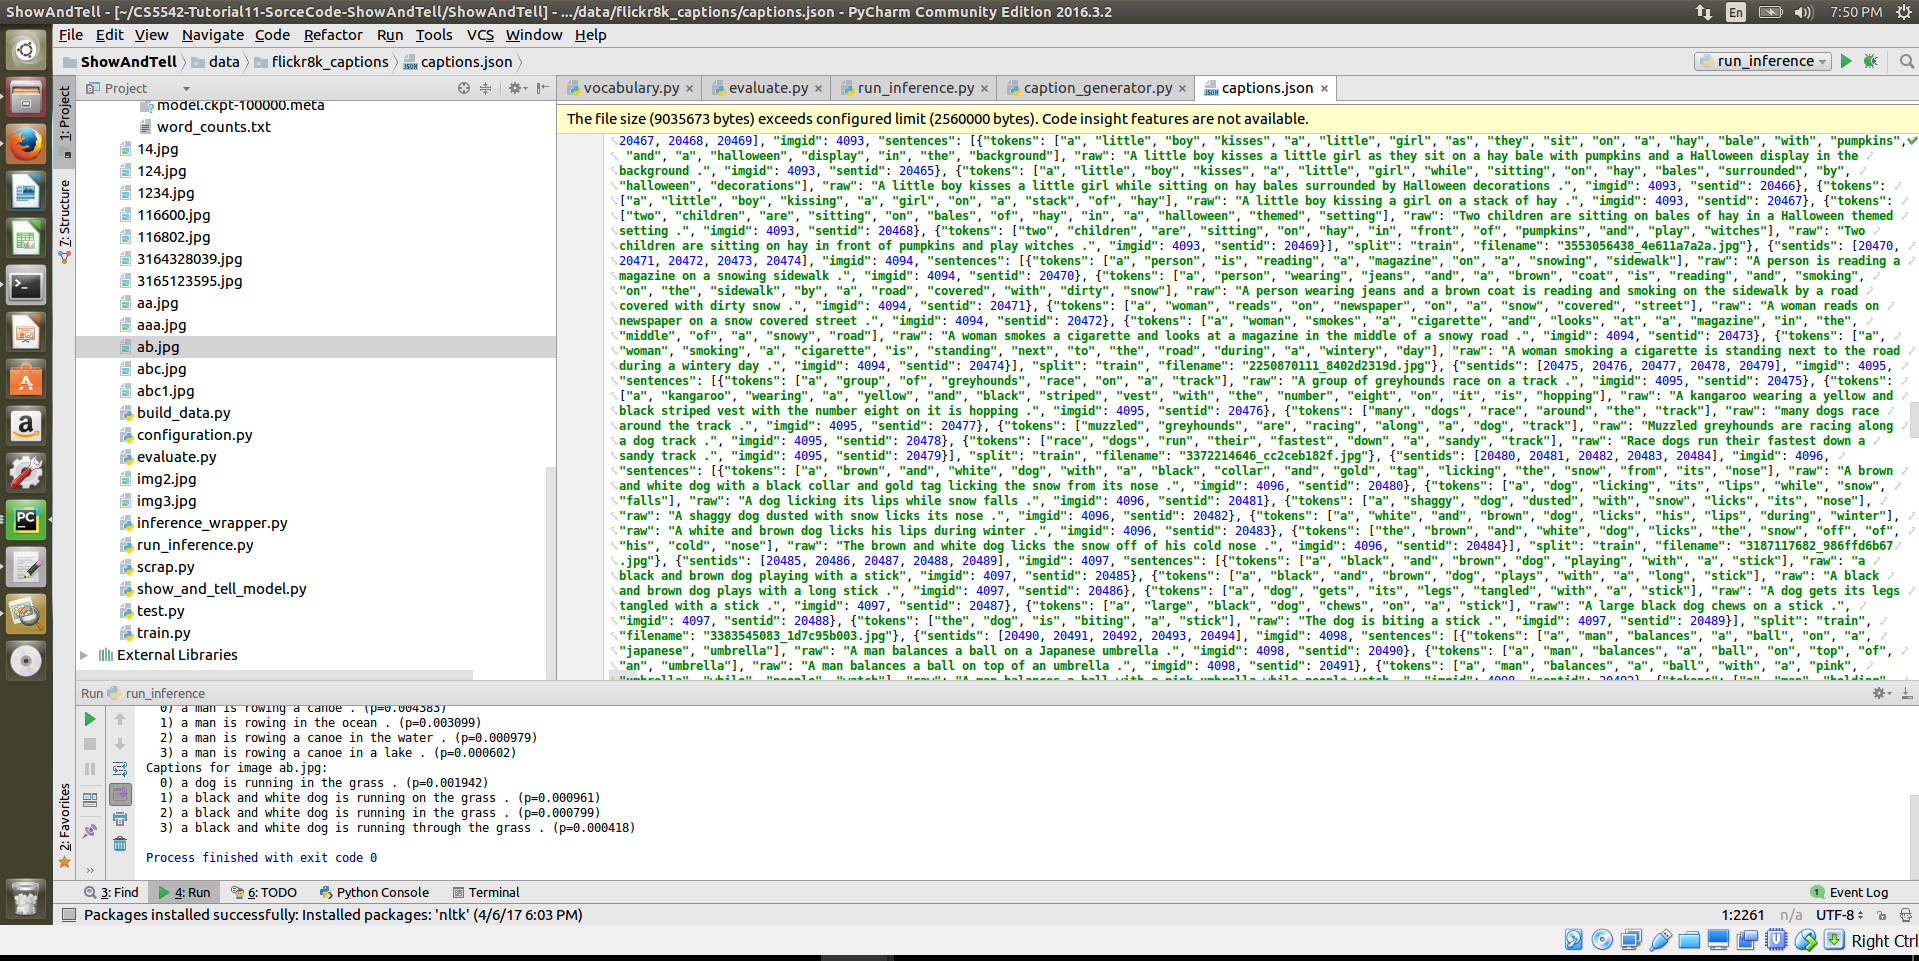 ShowAndTell - [~/CS5542-Tutorial11-SorceCode-ShowAndTell/ShowAndTell] - .../data/flickr8k_captions/captions.json - PyCharm Community Edition 2016.3.2
En
7:50 PM
File Edit View Navigate Code Refactor Run Tools VCS Window Help
ShowAndTell data flickr8k_captions captions.json
run_inference
Project
vocabulary.py evaluate.py run_inference.py caption_generator.py captions.json
1: Project
7: Structure
2: Favorites
model.ckpt-100000.meta
word_counts.txt
14.jpg
124.jpg
1234.jpg
116600.jpg
116802.jpg
3164328039.jpg
3165123595.jpg
aa.jpg
aaa.jpg
ab.jpg
abc.jpg
abc1.jpg
build_data.py
configuration.py
evaluate.py
img2.jpg
img3.jpg
inference_wrapper.py
run_inference.py
scrap.py
show_and_tell_model.py
test.py
train.py
External Libraries
The file size (9035673 bytes) exceeds configured limit (2560000 bytes). Code insight features are not available.
20467, 20468, 20469], "imgid": 4093, "sentences": [{"tokens": ["a", "little", "boy", "kisses", "a", "little", "girl", "as", "they", "sit", "on", "a", "hay", "bale", "with", "pumpkins",
"and", "a", "halloween", "display", "in", "the", "background"], "raw": "A little boy kisses a little girl as they sit on a hay bale with pumpkins and a Halloween display in the
background .", "imgid": 4093, "sentid": 20465}, {"tokens": ["a", "little", "boy", "kisses", "a", "little", "girl", "while", "sitting", "on", "hay", "bales", "surrounded", "by",
"halloween", "decorations"], "raw": "A little boy kisses a little girl while sitting on hay bales surrounded by Halloween decorations .", "imgid": 4093, "sentid": 20466}, {"tokens":
["a", "little", "boy", "kissing", "a", "girl", "on", "a", "stack", "of", "hay"], "raw": "A little boy kissing a girl on a stack of hay .", "imgid": 4093, "sentid": 20467}, {"tokens":
["two", "children", "are", "sitting", "on", "bales", "of", "hay", "in", "a", "halloween", "themed", "setting"], "raw": "Two children are sitting on bales of hay in a Halloween themed
setting .", "imgid": 4093, "sentid": 20468}, {"tokens": ["two", "children", "are", "sitting", "on", "hay", "in", "front", "of", "pumpkins", "and", "play", "witches"], "raw": "Two
children are sitting on hay in front of pumpkins and play witches .", "imgid": 4093, "sentid": 20469}], "split": "train", "filename": "3553056438_4e611a7a2a.jpg"}, {"sentids": [20470,
20471, 20472, 20473, 20474], "imgid": 4094, "sentences": [{"tokens": ["a", "person", "is", "reading", "a", "magazine", "on", "a", "snowing", "sidewalk"], "raw": "A person is reading a
magazine on a snowing sidewalk .", "imgid": 4094, "sentid": 20470}, {"tokens": ["a", "person", "wearing", "jeans", "and", "a", "brown", "coat", "is", "reading", "and", "smoking",
"on", "the", "sidewalk", "by", "a", "road", "covered", "with", "dirty", "snow"], "raw": "A person wearing jeans and a brown coat is reading and smoking on the sidewalk by a road
covered with dirty snow .", "imgid": 4094, "sentid": 20471}, {"tokens": ["a", "woman", "reads", "on", "newspaper", "on", "a", "snow", "covered", "street"], "raw": "A woman reads on
newspaper on a snow covered street .", "imgid": 4094, "sentid": 20472}, {"tokens": ["a", "woman", "smokes", "a", "cigarette", "and", "looks", "at", "a", "magazine", "in", "the",
"middle", "of", "a", "snowy", "road"], "raw": "A woman smokes a cigarette and looks at a magazine in the middle of a snowy road .", "imgid": 4094, "sentid": 20473}, {"tokens": ["a",
"woman", "smoking", "a", "cigarette", "is", "standing", "next", "to", "the", "road", "during", "a", "wintery", "day"], "raw": "A woman smoking a cigarette is standing next to the road
during a wintery day .", "imgid": 4094, "sentid": 20474}], "split": "train", "filename": "2250870111_8402d2319d.jpg"}, {"sentids": [20475, 20476, 20477, 20478, 20479], "imgid": 4095,
"sentences": [{"tokens": ["a", "group", "of", "greyhounds", "race", "on", "a", "track"], "raw": "A group of greyhounds race on a track .", "imgid": 4095, "sentid": 20475}, {"tokens":
["a", "kangaroo", "wearing", "a", "yellow", "and", "black", "striped", "vest", "with", "the", "number", "eight", "on", "it", "is", "hopping"], "raw": "A kangaroo wearing a yellow and
black striped vest with the number eight on it is hopping .", "imgid": 4095, "sentid": 20476}, {"tokens": ["many", "dogs", "race", "around", "the", "track"], "raw": "many dogs race
around the track .", "imgid": 4095, "sentid": 20477}, {"tokens": ["muzzled", "greyhounds", "are", "racing", "along", "a", "dog", "track"], "raw": "Muzzled greyhounds are racing along
a dog track .", "imgid": 4095, "sentid": 20478}, {"tokens": ["race", "dogs", "run", "their", "fastest", "down", "a", "sandy", "track"], "raw": "Race dogs run their fastest down a
sandy track .", "imgid": 4095, "sentid": 20479}], "split": "train", "filename": "3372214646_cc2ceb182f.jpg"}, {"sentids": [20480, 20481, 20482, 20483, 20484], "imgid": 4096,
"sentences": [{"tokens": ["a", "brown", "and", "white", "dog", "with", "a", "black", "collar", "and", "gold", "tag", "licking", "the", "snow", "from", "its", "nose"], "raw": "A brown
and white dog with a black collar and gold tag licking the snow from its nose .", "imgid": 4096, "sentid": 20480}, {"tokens": ["a", "dog", "licking", "its", "lips", "while", "snow",
"falls"], "raw": "A dog licking its lips while snow falls .", "imgid": 4096, "sentid": 20481}, {"tokens": ["a", "shaggy", "dog", "dusted", "with", "snow", "licks", "its", "nose"],
"raw": "A shaggy dog dusted with snow licks its nose .", "imgid": 4096, "sentid": 20482}, {"tokens": ["a", "white", "and", "brown", "dog", "licks", "his", "lips", "during", "winter"],
"raw": "A white and brown dog licks his lips during winter .", "imgid": 4096, "sentid": 20483}, {"tokens": ["the", "brown", "and", "white", "dog", "licks", "the", "snow", "off", "of",
"his", "cold", "nose"], "raw": "The brown and white dog licks the snow off of his cold nose .", "imgid": 4096, "sentid": 20484}], "split": "train", "filename": "3187117682_986ffd6b67
.jpg"}, {"sentids": [20485, 20486, 20487, 20488, 20489], "imgid": 4097, "sentences": [{"tokens": ["a", "black", "and", "brown", "dog", "playing", "with", "a", "stick"], "raw": "a
black and brown dog playing with a stick", "imgid": 4097, "sentid": 20485}, {"tokens": ["a", "black", "and", "brown", "dog", "plays", "with", "a", "long", "stick"], "raw": "A black
and brown dog plays with a long stick .", "imgid": 4097, "sentid": 20486}, {"tokens": ["a", "dog", "gets", "its", "legs", "tangled", "with", "a", "stick"], "raw": "A dog gets its legs
tangled with a stick .", "imgid": 4097, "sentid": 20487}, {"tokens": ["a", "large", "black", "dog", "chews", "on", "a", "stick"], "raw": "A large black dog chews on a stick .",
"imgid": 4097, "sentid": 20488}, {"tokens": ["the", "dog", "is", "biting", "a", "stick"], "raw": "The dog is biting a stick .", "imgid": 4097, "sentid": 20489}], "split": "train",
"filename": "3383545083_1d7c95b003.jpg"}, {"sentids": [20490, 20491, 20492, 20493, 20494], "imgid": 4098, "sentences": [{"tokens": ["a", "man", "balances", "a", "ball", "on", "a",
"japanese", "umbrella"], "raw": "A man balances a ball on a Japanese umbrella .", "imgid": 4098, "sentid": 20490}, {"tokens": ["a", "man", "balances", "a", "ball", "on", "top", "of",
"an", "umbrella"], "raw": "A man balances a ball on top of an umbrella .", "imgid": 4098, "sentid": 20491}, {"tokens": ["a", "man", "balances", "a", "ball", "with", "a", "pink",
"umbrella", "while", "people", "watch"], "raw": "A man balances a ball with a pink umbrella while people watch .", "imgid": 4098, "sentid": 20492}, {"tokens": ["a", "man", "holding",
Run run_inference
0) a man is rowing a canoe . (p=0.004383)
1) a man is rowing in the ocean . (p=0.003099)
2) a man is rowing a canoe in the water . (p=0.000979)
3) a man is rowing a canoe in a lake . (p=0.000602)
Captions for image ab.jpg:
0) a dog is running in the grass . (p=0.001942)
1) a black and white dog is running on the grass . (p=0.000961)
2) a black and white dog is running in the grass . (p=0.000799)
3) a black and white dog is running through the grass . (p=0.000418)
Process finished with exit code 0
3: Find 4: Run 6: TODO Python Console Terminal
1 Event Log
Packages installed successfully: Installed packages: 'nltk' (4/6/17 6:03 PM)
1:2261 n/a UTF-8
Right Ctrl